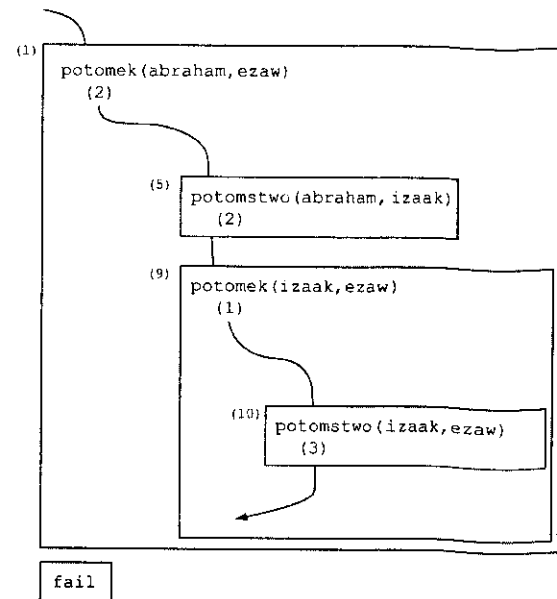 (1)
potomek(abraham,ezaw)
(2)
(5)
potomstwo(abraham,izaak)
(2)
(9)
potomek(izaak,ezaw)
(1)
(10)
potomstwo(izaak,ezaw)
(3)
fail